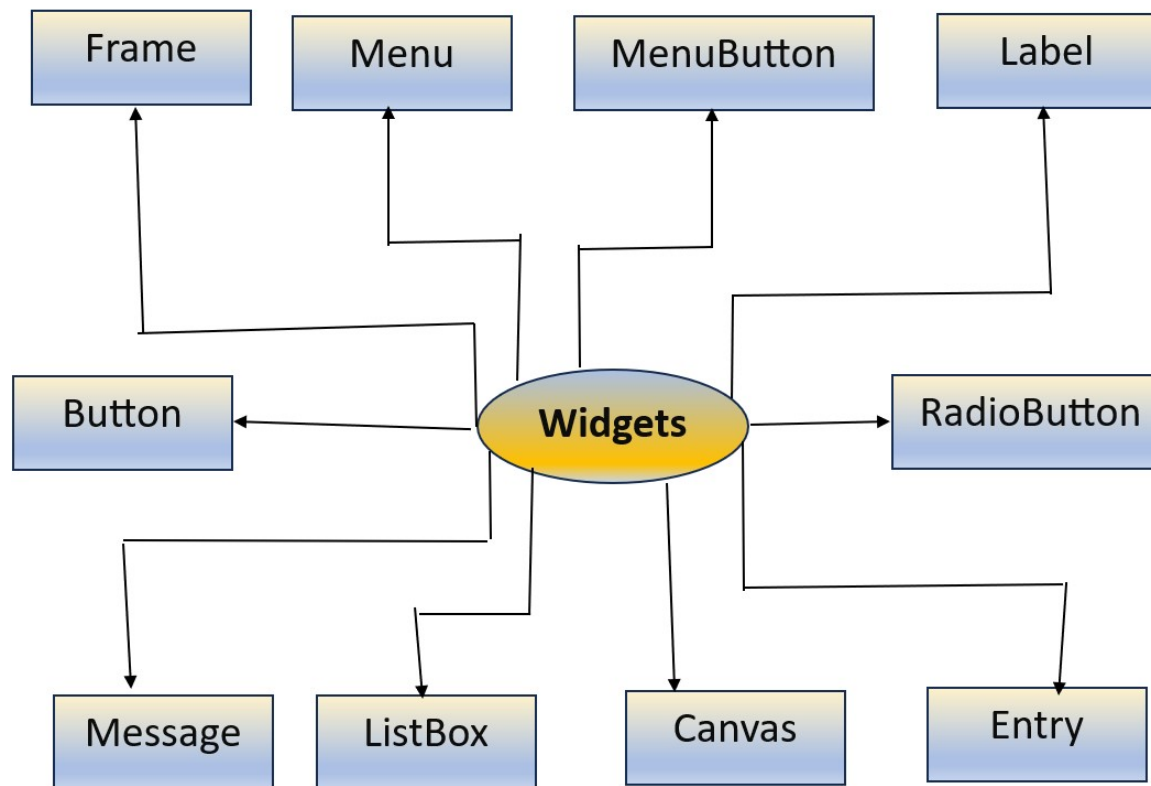 Frame
Menu
MenuButton
Label
Button
Widgets
RadioButton
Message
ListBox
Canvas
Entry